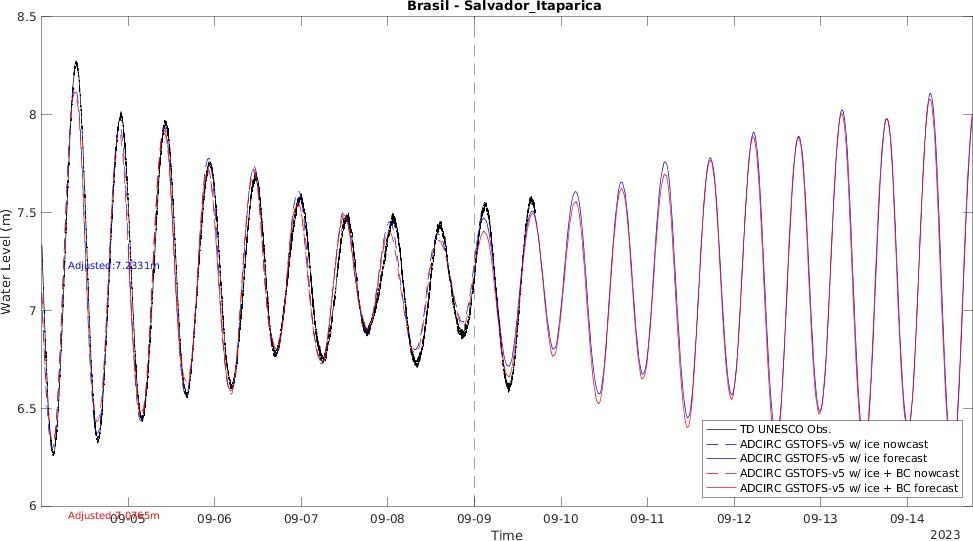 Brasil - Salvador_Itaparica
8.5
8
7.5
7
6.5
6
Water Level (m)
Adjusted:7.2331m
Adjusted:7.0765m
TD UNESCO Obs.
ADCIRC GSTOFS-v5 w/ ice nowcast
ADCIRC GSTOFS-v5 w/ ice forecast
ADCIRC GSTOFS-v5 w/ ice + BC nowcast
ADCIRC GSTOFS-v5 w/ ice + BC forecast
09-05 09-06 09-07 09-08 09-09 09-10 09-11 09-12 09-13 09-14
Time
2023